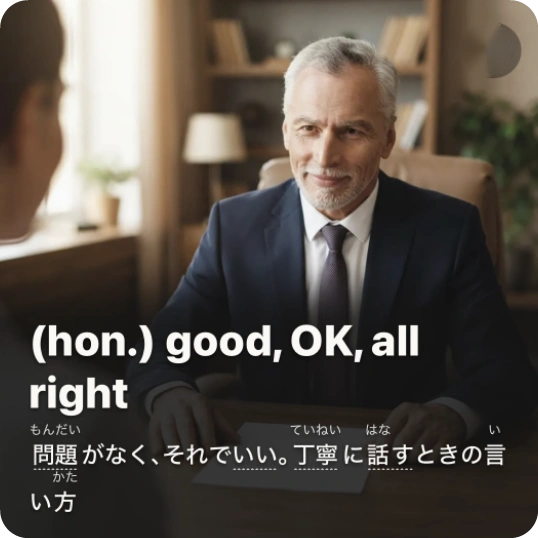 (hon.) good, OK, all
right
もんだい ていねい はな い
問題がなく、それでいい。丁寧に話すときの言
かた
い方